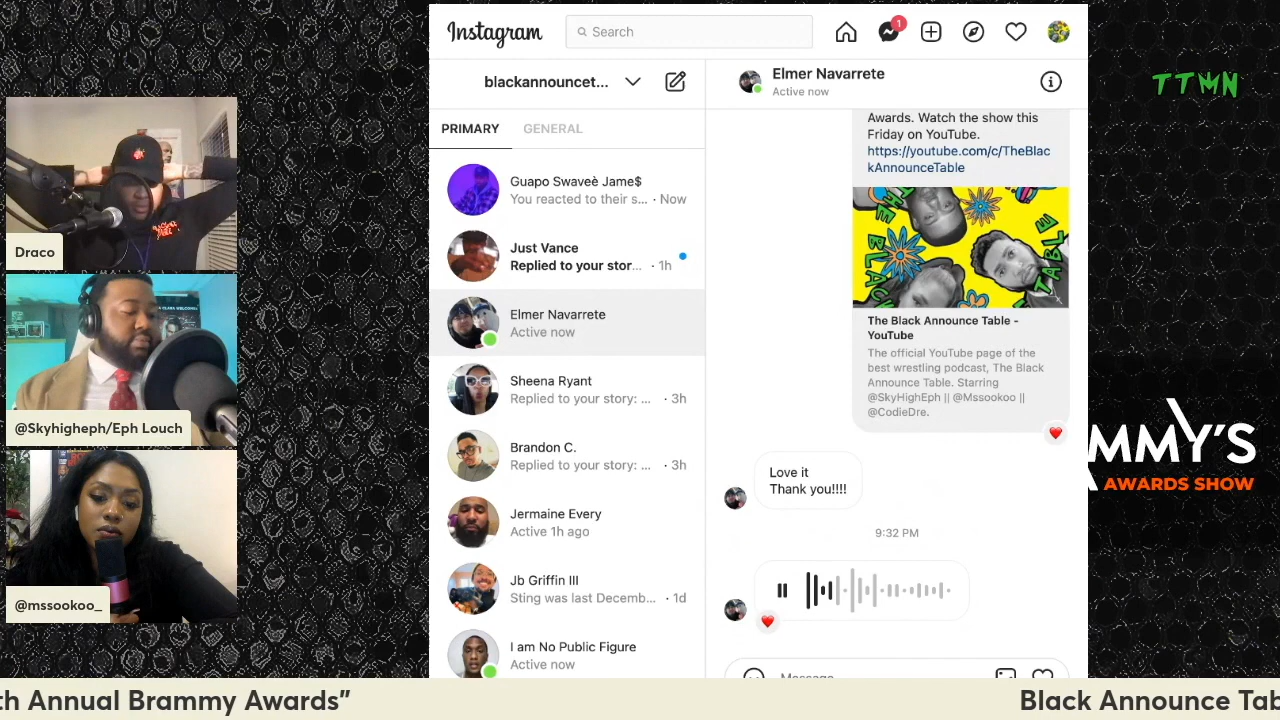 Instagram
Search
1
TTMN
blackannouncet...
Elmer Navarrete
Active now
PRIMARY
GENERAL
Guapo Swaveè Jame$
You reacted to their s... · Now
Just Vance
Replied to your stor... · 1h
Elmer Navarrete
Active now
Sheena Ryant
Replied to your story: ... · 3h
Brandon C.
Replied to your story: ... · 3h
Jermaine Every
Active 1h ago
Jb Griffin III
Sting was last Decemb... · 1d
I am No Public Figure
Active now
Awards. Watch the show this
Friday on YouTube.
https://youtube.com/c/TheBlac
kAnnounceTable
THE BLACK
TABLE
The Black Announce Table -
YouTube
The official YouTube page of the
best wrestling podcast, The Black
Announce Table. Starring
@SkyHighEph || @Mssookoo ||
@CodieDre.
Love it
Thank you!!!!
9:32 PM
Message...
Draco
@Skyhigheph/Eph Louch
@mssookoo_
MMY'S
AWARDS SHOW
th Annual Brammy Awards"
Black Announce Tab